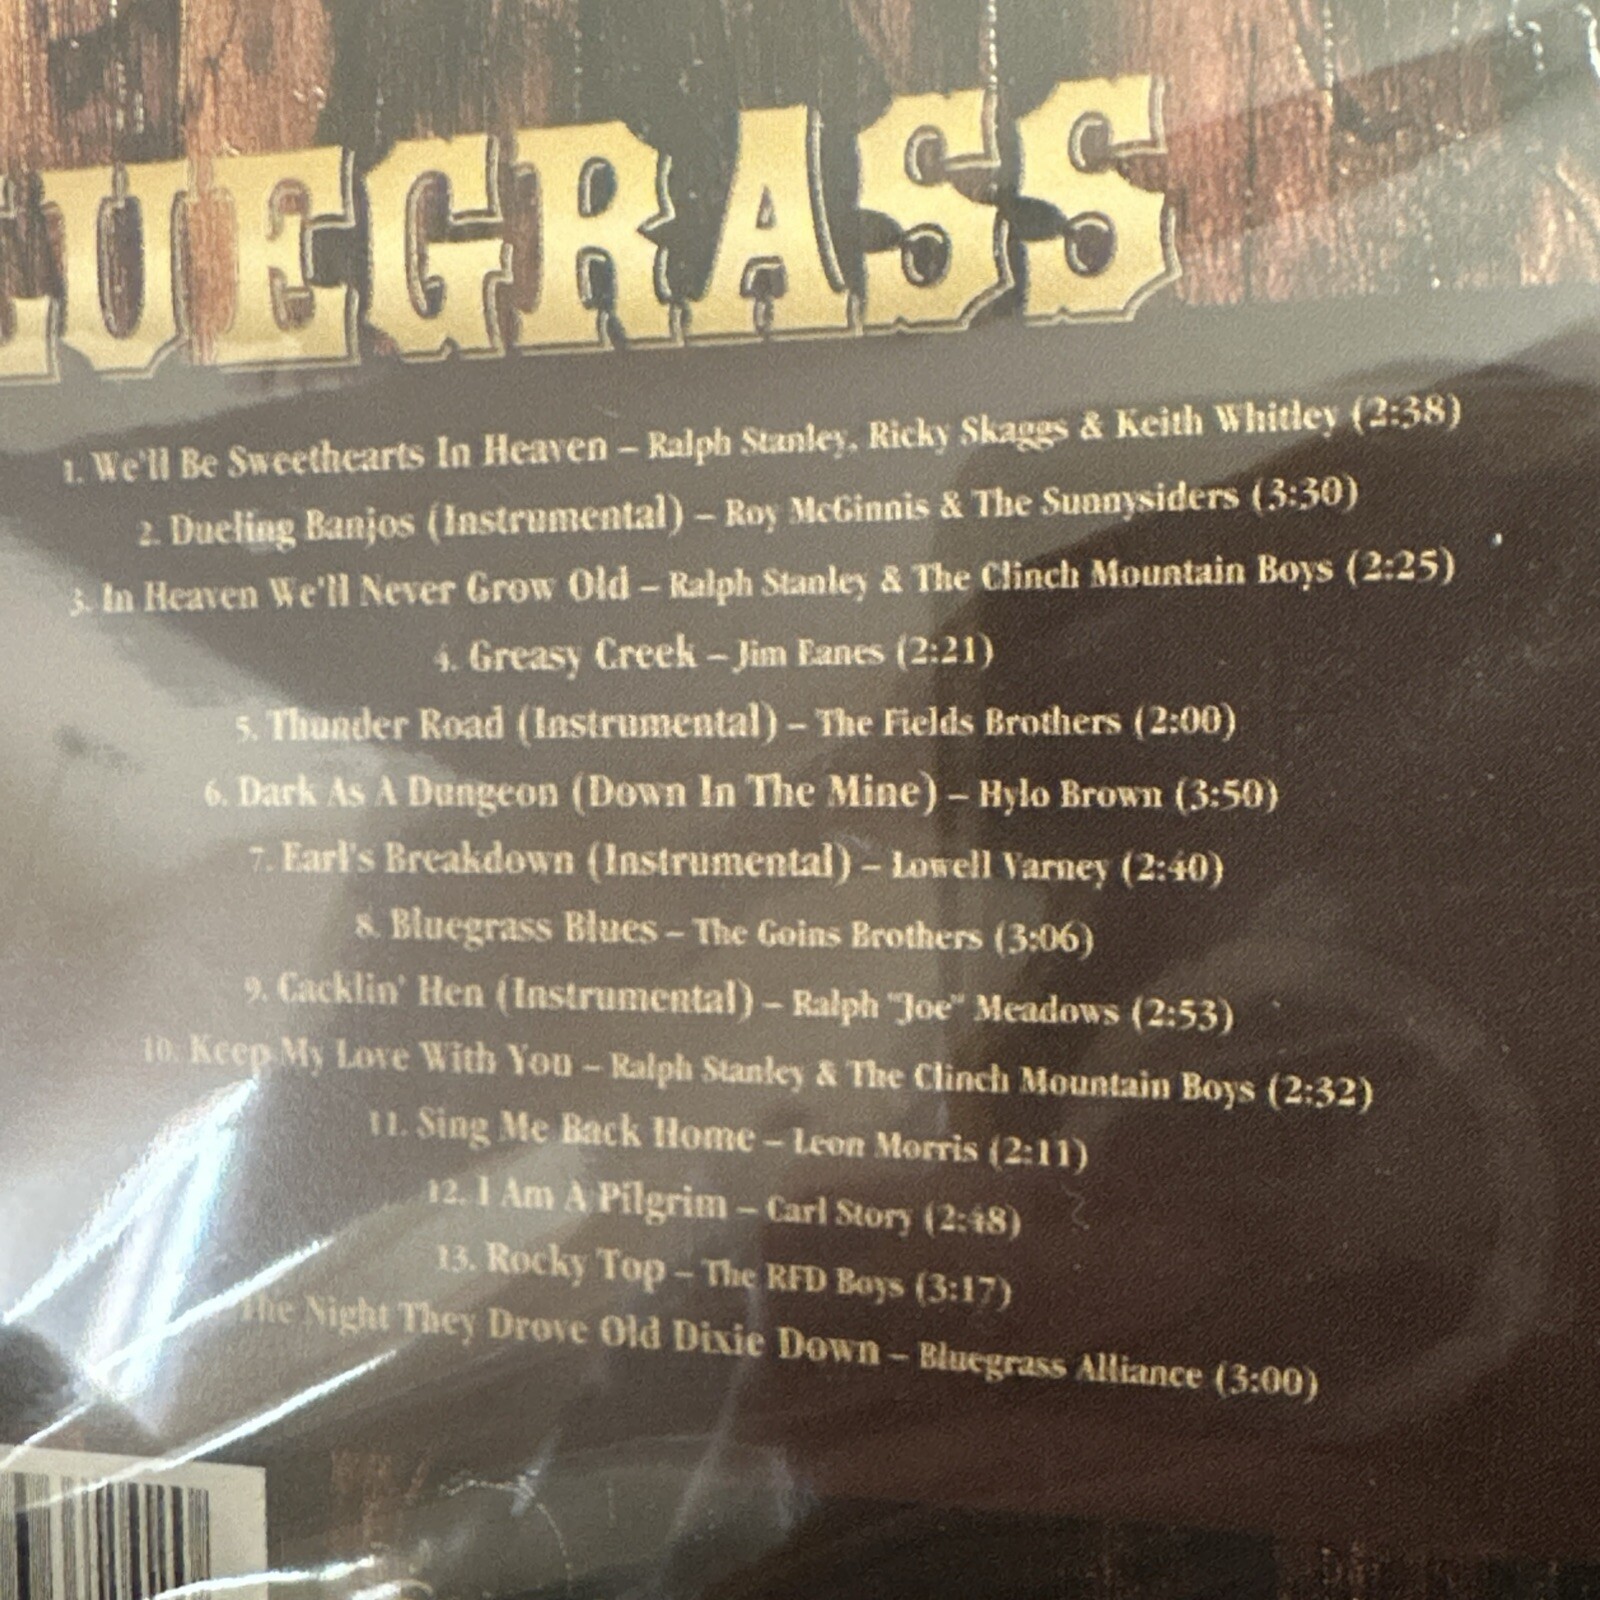 LUEGRASS
1. We'll Be Sweethearts In Heaven – Ralph Stanley, Ricky Skaggs & Keith Whitley (2:38)
2. Dueling Banjos (Instrumental) – Roy McGinnis & The Sunnysiders (3:30)
3. In Heaven We'll Never Grow Old – Ralph Stanley & The Clinch Mountain Boys (2:25)
4. Greasy Creek – Jim Eanes (2:21)
5. Thunder Road (Instrumental) – The Fields Brothers (2:00)
6. Dark As A Dungeon (Down In The Mine) – Hylo Brown (3:50)
7. Earl's Breakdown (Instrumental) – Lowell Varney (2:40)
8. Bluegrass Blues – The Goins Brothers (3:06)
9. Cacklin' Hen (Instrumental) – Ralph "Joe" Meadows (2:53)
10. Keep My Love With You – Ralph Stanley & The Clinch Mountain Boys (2:32)
11. Sing Me Back Home – Leon Morris (2:11)
12. I Am A Pilgrim – Carl Story (2:48)
13. Rocky Top – The RFD Boys (3:17)
The Night They Drove Old Dixie Down – Bluegrass Alliance (3:00)